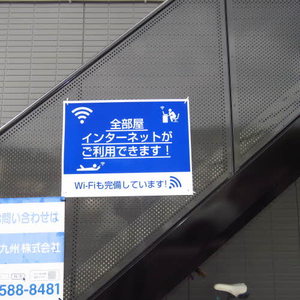 全部屋
インターネットが
ご利用できます！
Wi-Fiも完備しています！
お問い合わせは
九州 株式会社
588-8481